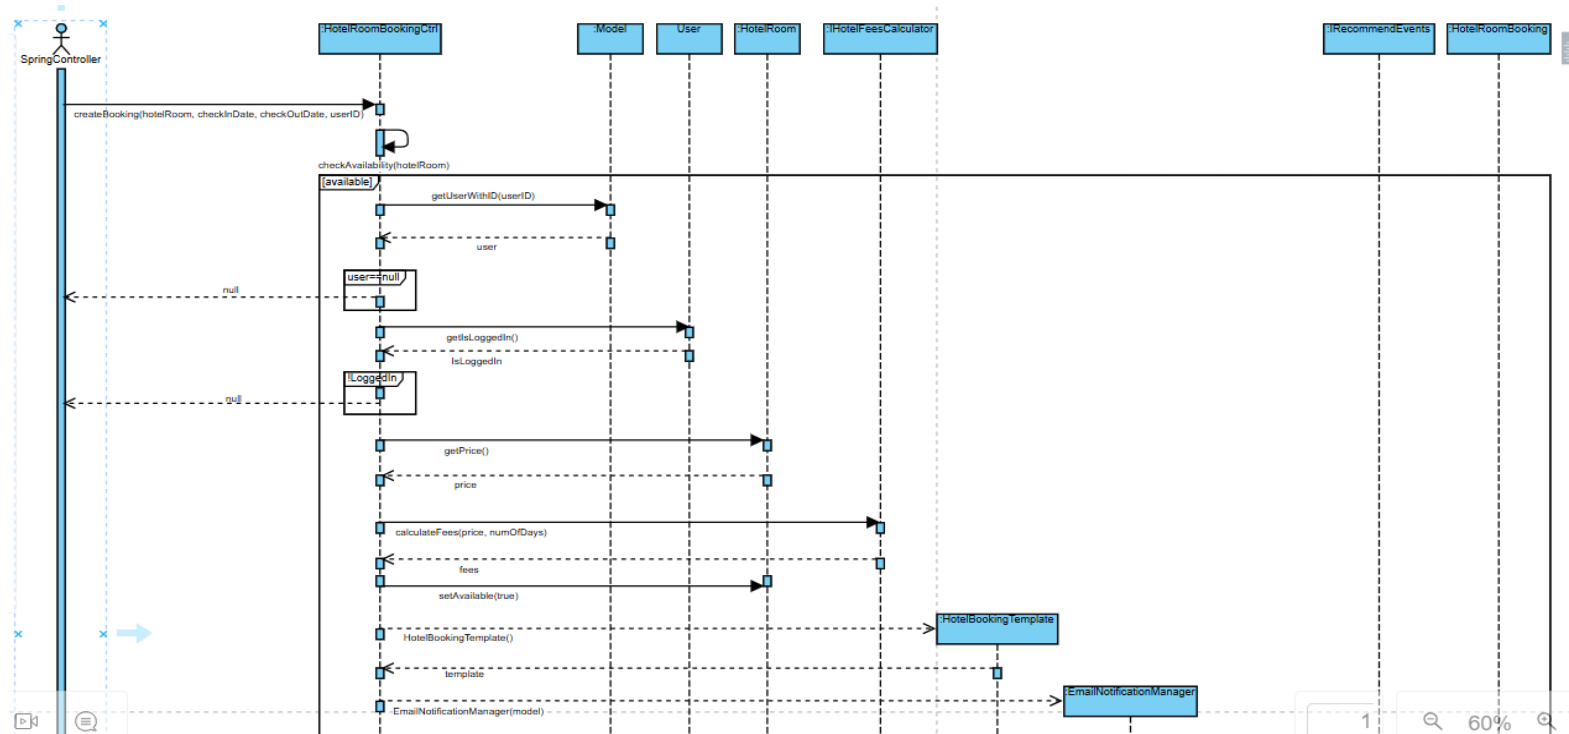 :HotelRoomBookingCtrl
:Model
User
:HotelRoom
:IHotelFeesCalculator
:IRecommendEvents
:HotelRoomBooking
SpringController
createBooking(hotelRoom, checkInDate, checkOutDate, userID)
checkAvailability(hotelRoom)
[available]
getUserWithID(userID)
user
user==null
null
getIsLoggedIn()
IsLoggedIn
!LoggedIn
null
getPrice()
price
calculateFees(price, numOfDays)
fees
setAvailable(true)
:HotelBookingTemplate
HotelBookingTemplate()
template
:EmailNotificationManager
EmailNotificationManager(model)
1
60%